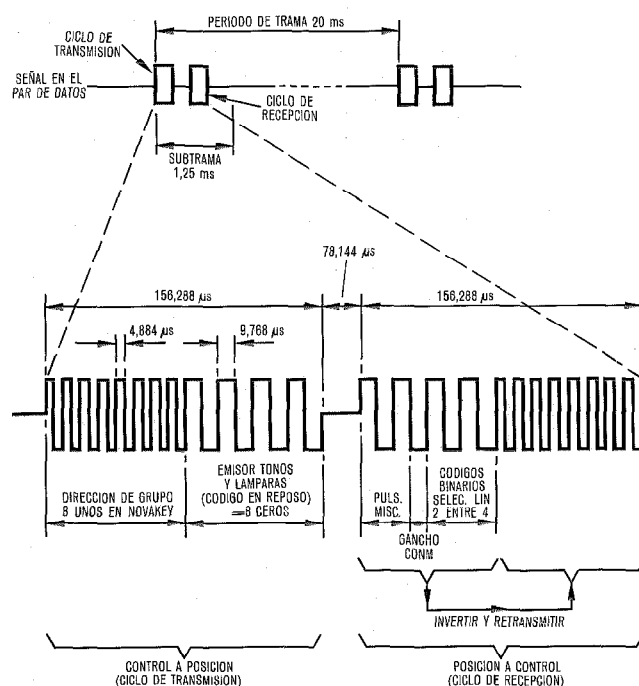 PERIODO DE TRAMA 20 ms
CICLO DE
TRANSMISION
SEÑAL EN EL
PAR DE DATOS
CICLO DE
RECEPCION
SUBTRAMA
1,25 ms
78,144 µs
156,288 µs
156,288 µs
4,884 µs
9,768 µs
DIRECCION DE GRUPO
8 UNOS EN NOVAKEY
EMISOR TONOS
Y LAMPARAS
(CODIGO EN REPOSO)
=8 CEROS
PULS.
MISC.
GANCHO
CONM
CODIGOS
BINARIOS
SELEC. LIN
2 ENTRE 4
INVERTIR Y RETRANSMITIR
CONTROL A POSICION
(CICLO DE TRANSMISION)
POSICION A CONTROL
(CICLO DE RECEPCION)